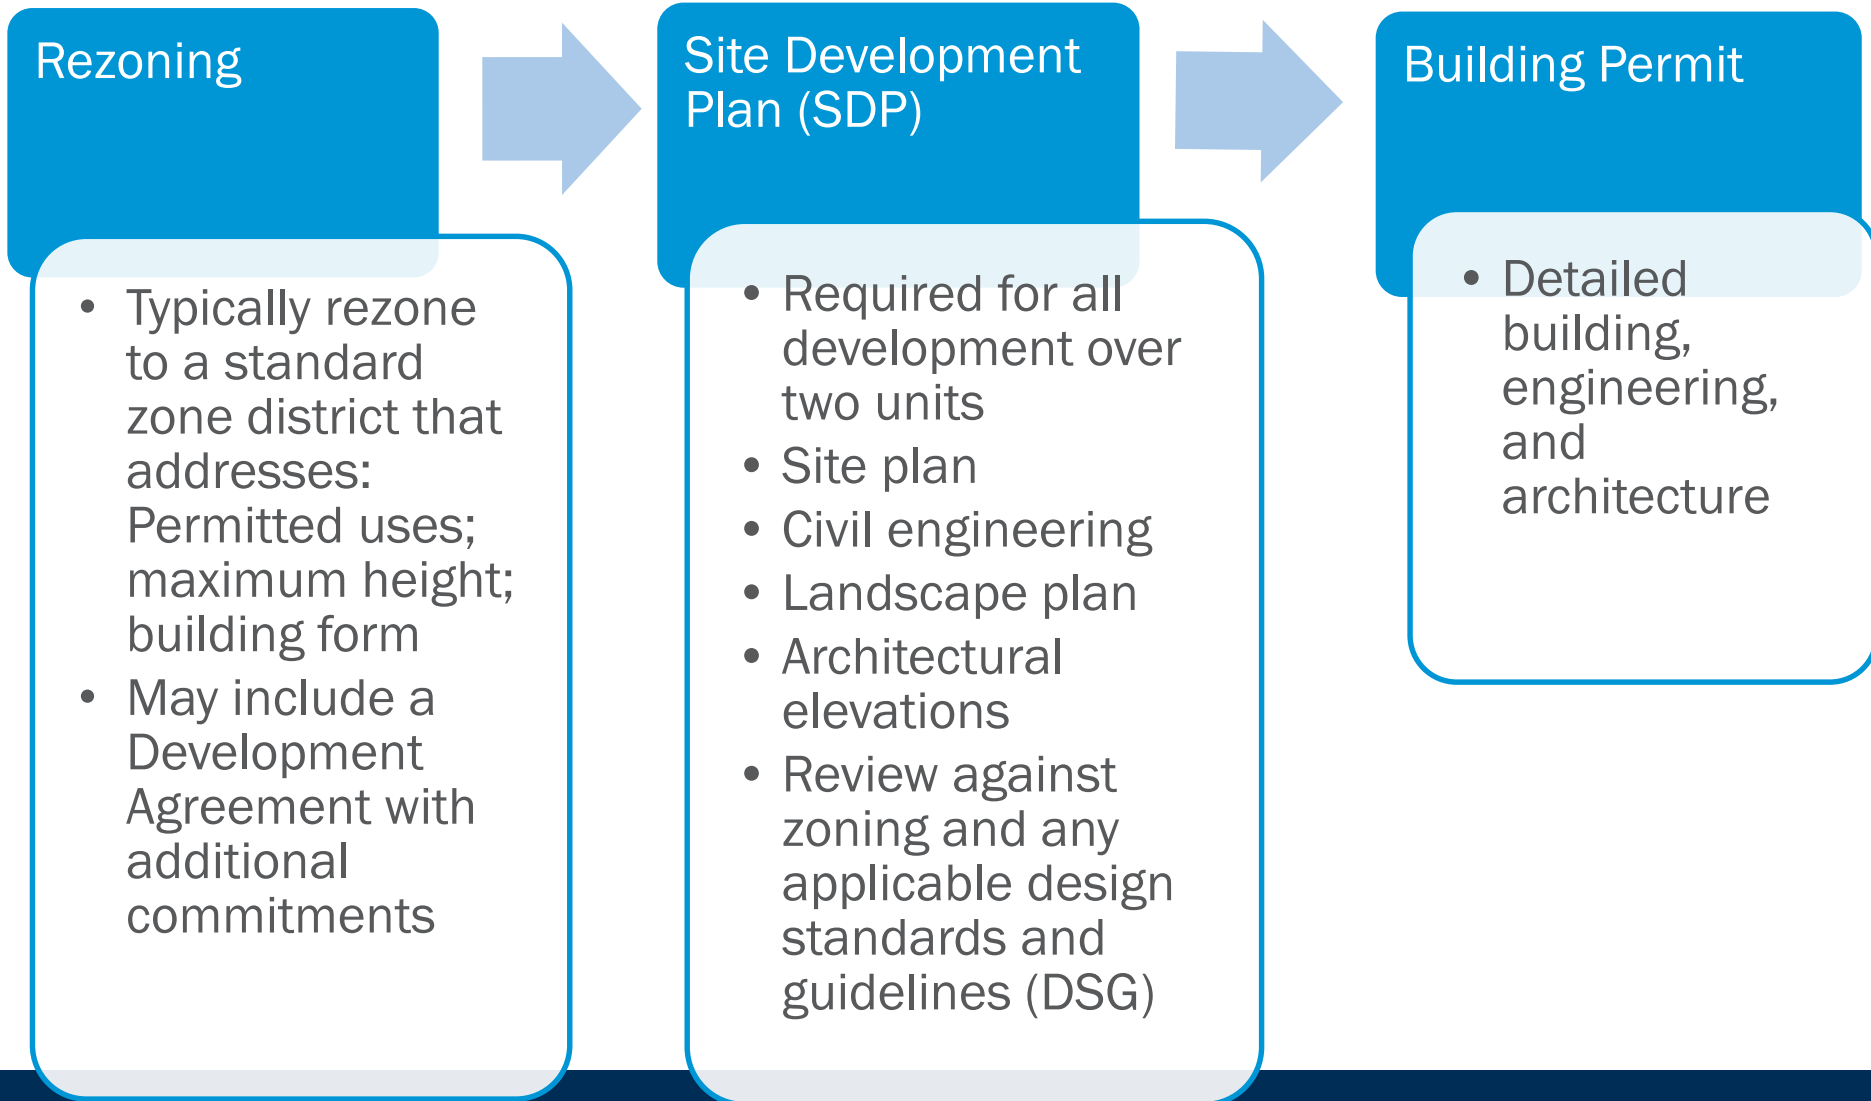 Rezoning
• Typically rezone
to a standard
zone district that
addresses:
Permitted uses;
maximum height;
building form
• May include a
Development
Agreement with
additional
commitments
Site Development
Plan (SDP)
• Required for all
development over
two units
• Site plan
• Civil engineering
• Landscape plan
• Architectural
elevations
• Review against
zoning and any
applicable design
standards and
guidelines (DSG)
Building Permit
• Detailed
building,
engineering,
and
architecture